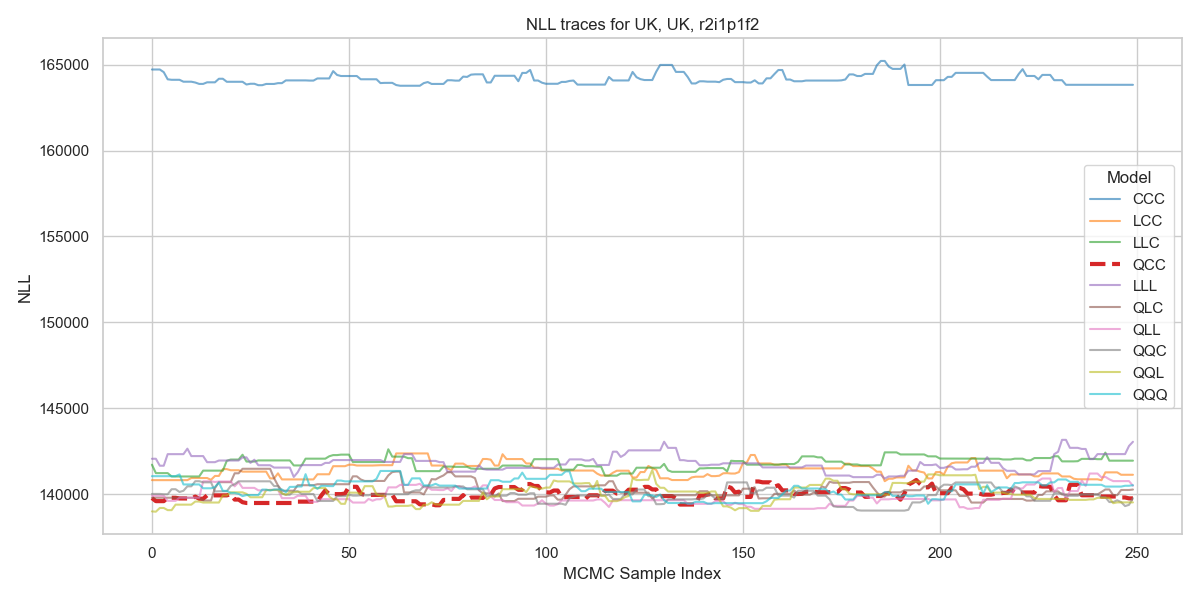 NLL traces for UK, UK, r2i1p1f2
NLL
165000
160000
155000
150000
145000
140000
0
50
100
150
200
250
MCMC Sample Index
Model
CCC
LCC
LLC
QCC
LLL
QLC
QLL
QQC
QQL
QQQ